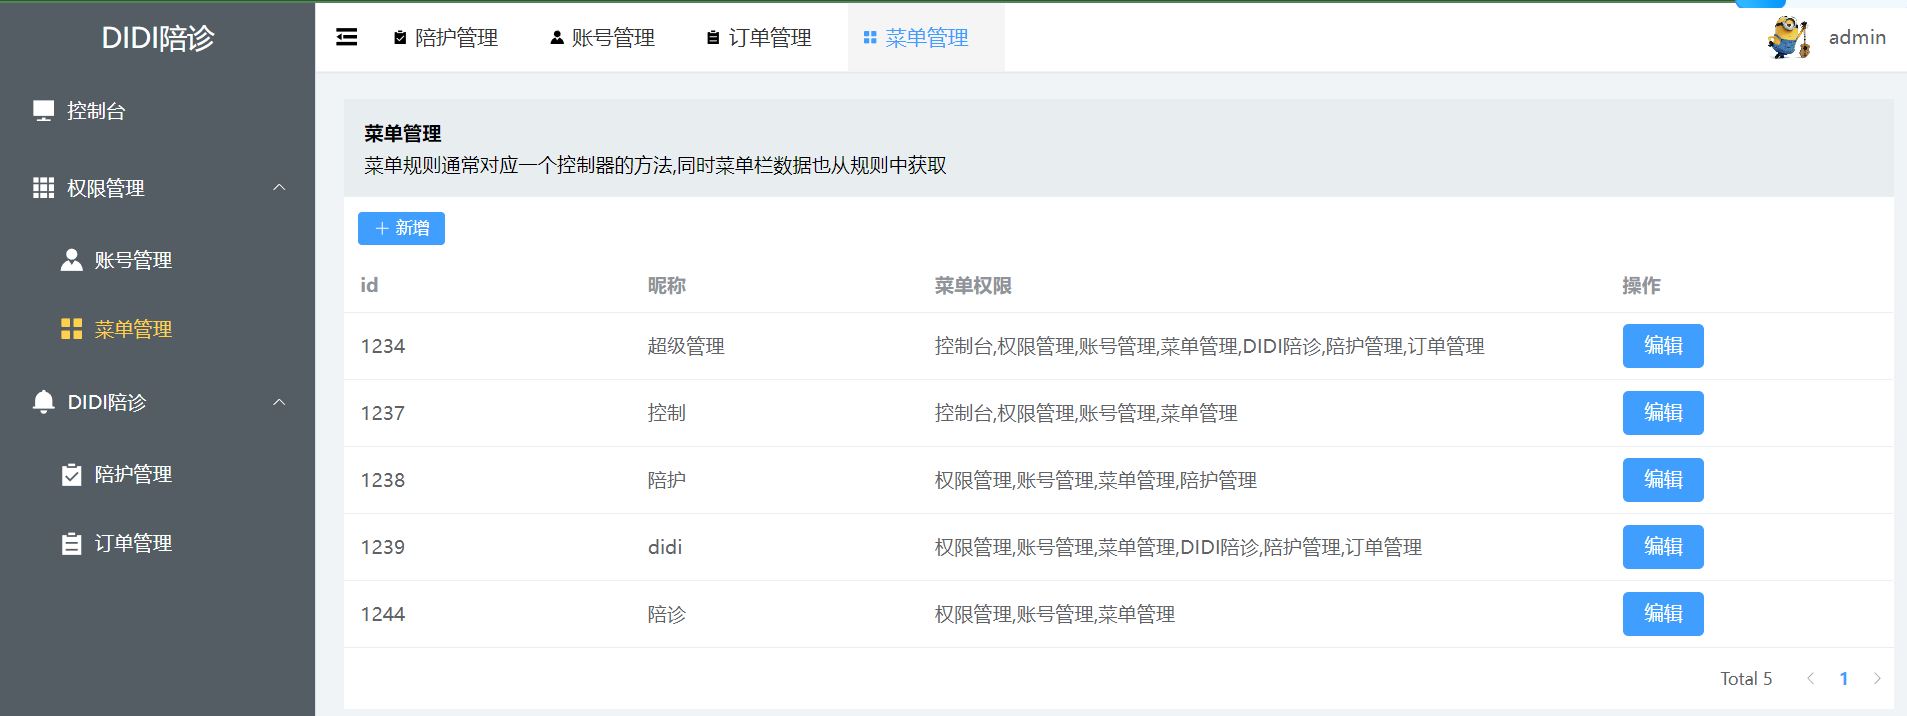 DIDI陪诊
控制台
权限管理
账号管理
菜单管理
DIDI陪诊
陪护管理
订单管理
陪护管理 账号管理 订单管理 菜单管理 admin
菜单管理
菜单规则通常对应一个控制器的方法,同时菜单栏数据也从规则中获取
新增
id 昵称 菜单权限 操作
1234 超级管理 控制台,权限管理,账号管理,菜单管理,DIDI陪诊,陪护管理,订单管理 编辑
1237 控制 控制台,权限管理,账号管理,菜单管理 编辑
1238 陪护 权限管理,账号管理,菜单管理,陪护管理 编辑
1239 didi 权限管理,账号管理,菜单管理,DIDI陪诊,陪护管理,订单管理 编辑
1244 陪诊 权限管理,账号管理,菜单管理 编辑
Total 5 1